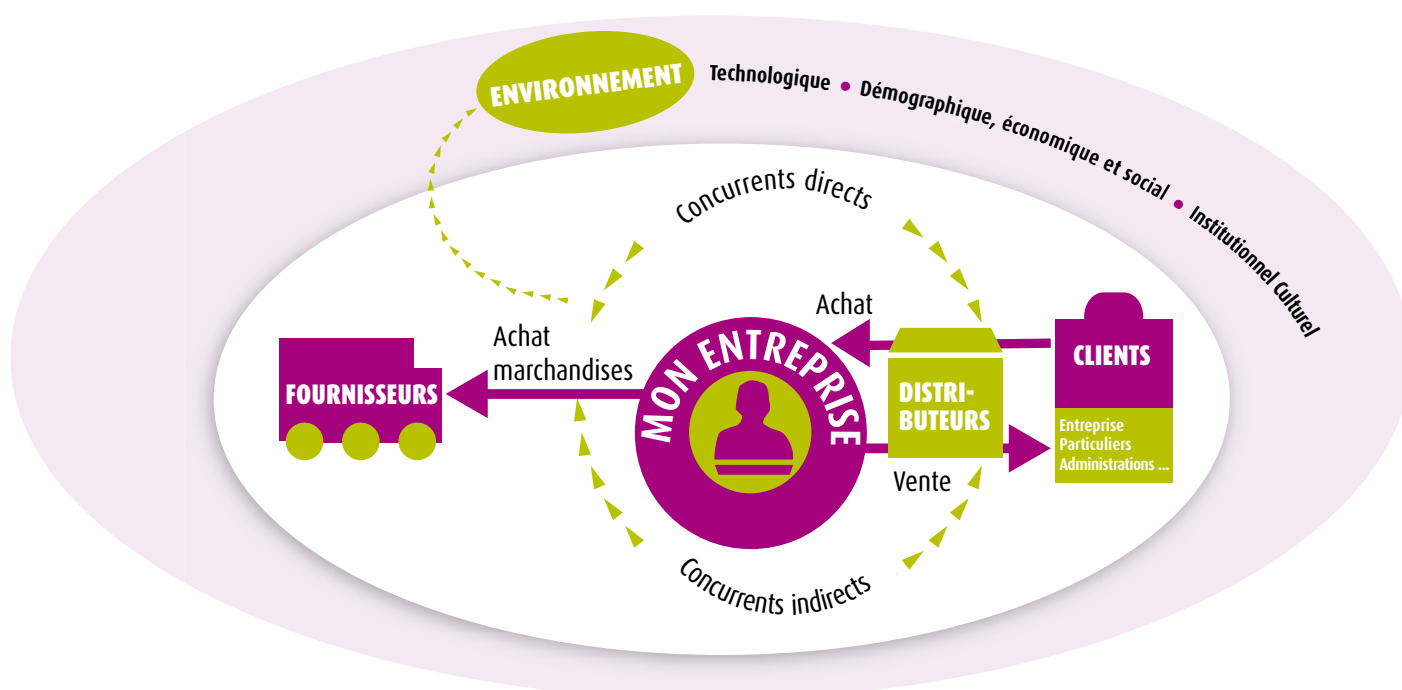 ENVIRONNEMENT
Technologique • Démographique, économique et social • Institutionnel Culturel
Concurrents directs
Achat
Achat
marchandises
FOURNISSEURS
MON ENTREPRISE
DISTRI-
BUTEURS
CLIENTS
Entreprise
Particuliers
Administrations ...
Vente
Concurrents indirects